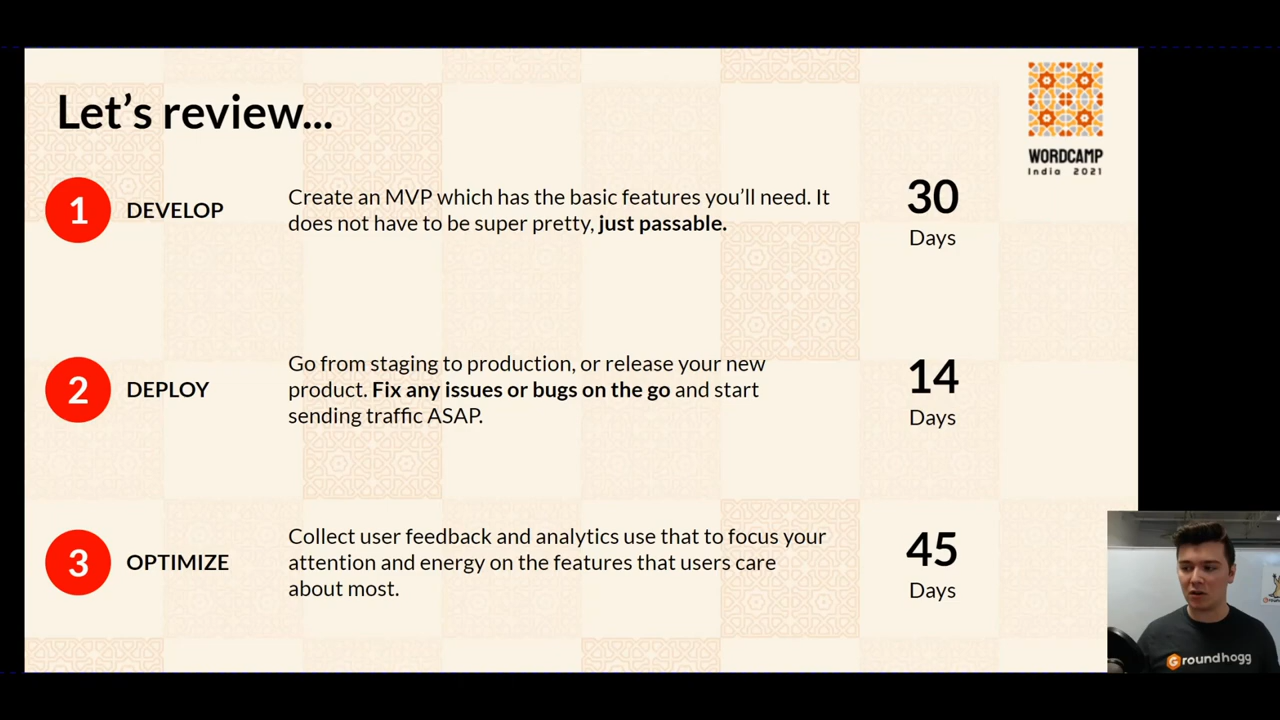 Let’s review...
WORDCAMP
India 2021
1
DEVELOP
Create an MVP which has the basic features you’ll need. It
does not have to be super pretty, just passable.
30
Days
2
DEPLOY
Go from staging to production, or release your new
product. Fix any issues or bugs on the go and start
sending traffic ASAP.
14
Days
3
OPTIMIZE
Collect user feedback and analytics use that to focus your
attention and energy on the features that users care
about most.
45
Days
Groundhogg